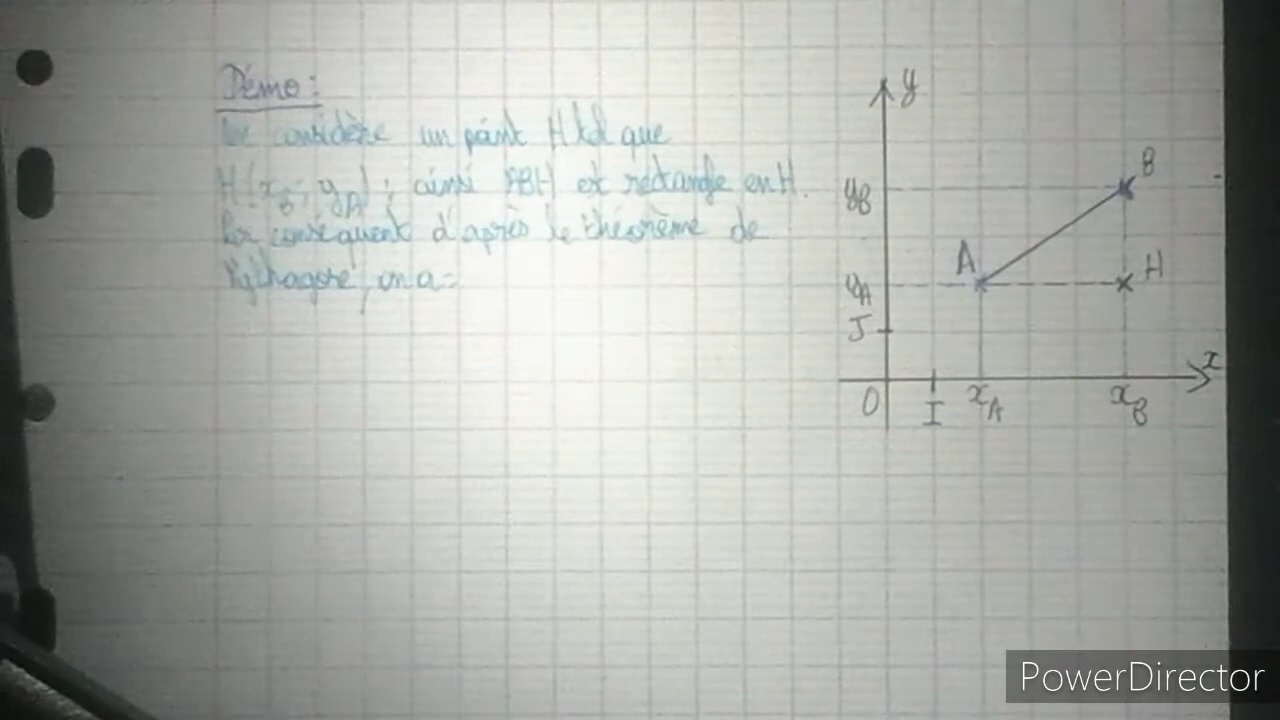 Démo:
On considère un point H tel que
H(x_B; y_A); ainsi ABH est rectangle en H.
Par conséquent d'après le théorème de
Pythagore, on a:
y
B
y_B
A
H
y_A
J
x
O
I
x_A
x_B
PowerDirector